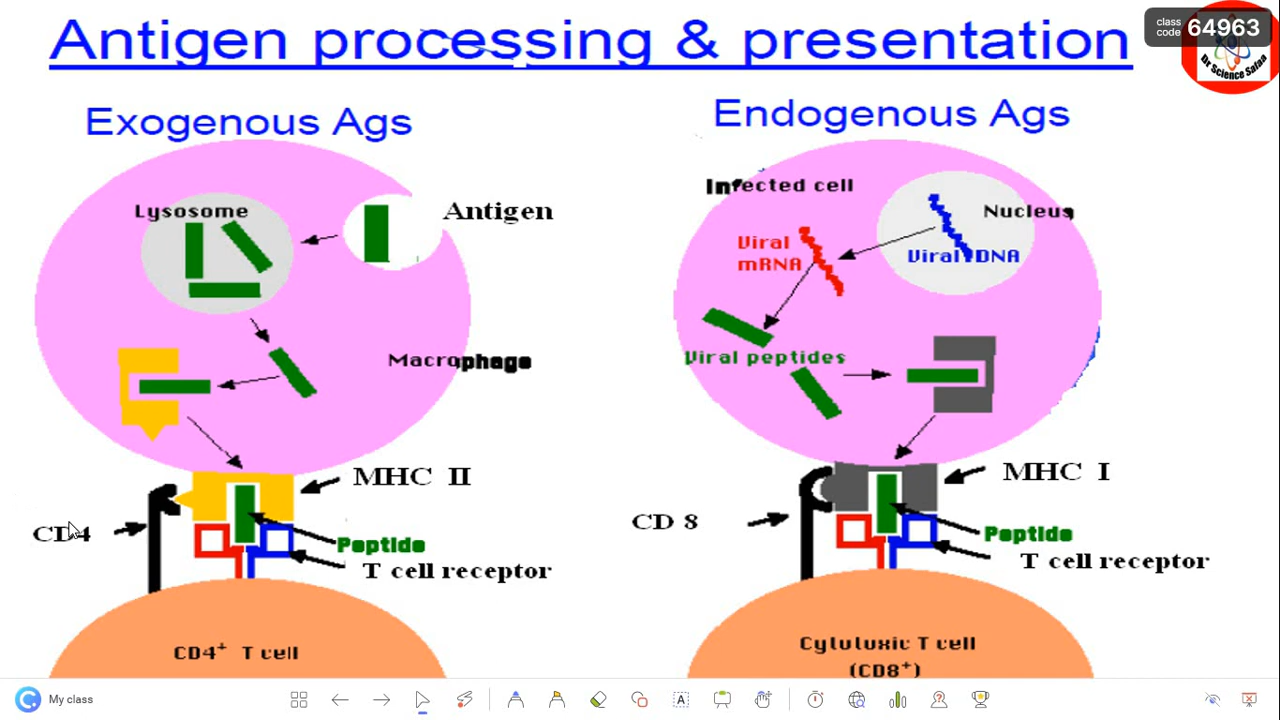 Antigen processing & presentation
class code 64963
Dr Science Safaa
Exogenous Ags
Endogenous Ags
Lysosome
Antigen
Macrophage
MHC II
CD4
Peptide
T cell receptor
CD4+ T cell
Infected cell
Nucleus
Viral mRNA
Viral DNA
Viral peptides
MHC I
CD 8
Peptide
T cell receptor
Cytotoxic T cell
(CD8+)
My class